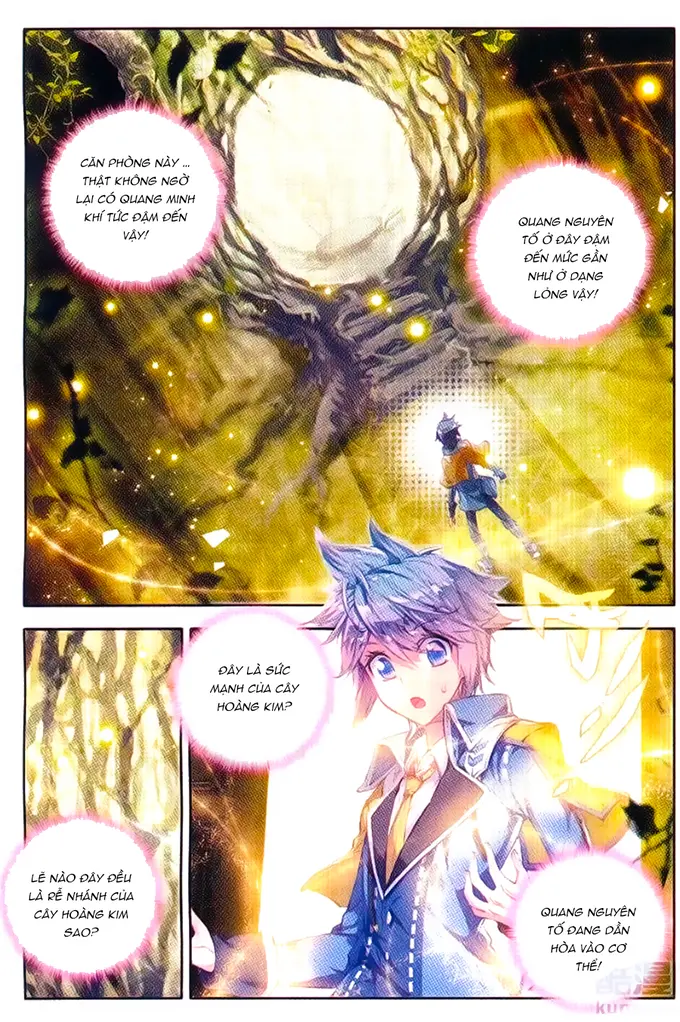 CĂN PHÒNG NÀY ...
THẬT KHÔNG NGỜ
LẠI CÓ QUANG MINH
KHÍ TỨC ĐẬM ĐẾN
VẬY!
QUANG NGUYÊN
TỐ Ở ĐÂY ĐẬM
ĐẾN MỨC GẦN
NHƯ Ở DẠNG
LỎNG VẬY!
ĐÂY LÀ SỨC
MẠNH CỦA CÂY
HOÀNG KIM?
LẼ NÀO ĐÂY ĐỀU
LÀ RỄ NHÁNH CỦA
CÂY HOÀNG KIM
SAO?
QUANG NGUYÊN
TỐ ĐANG DẦN
HÒA VÀO CƠ
THỂ!